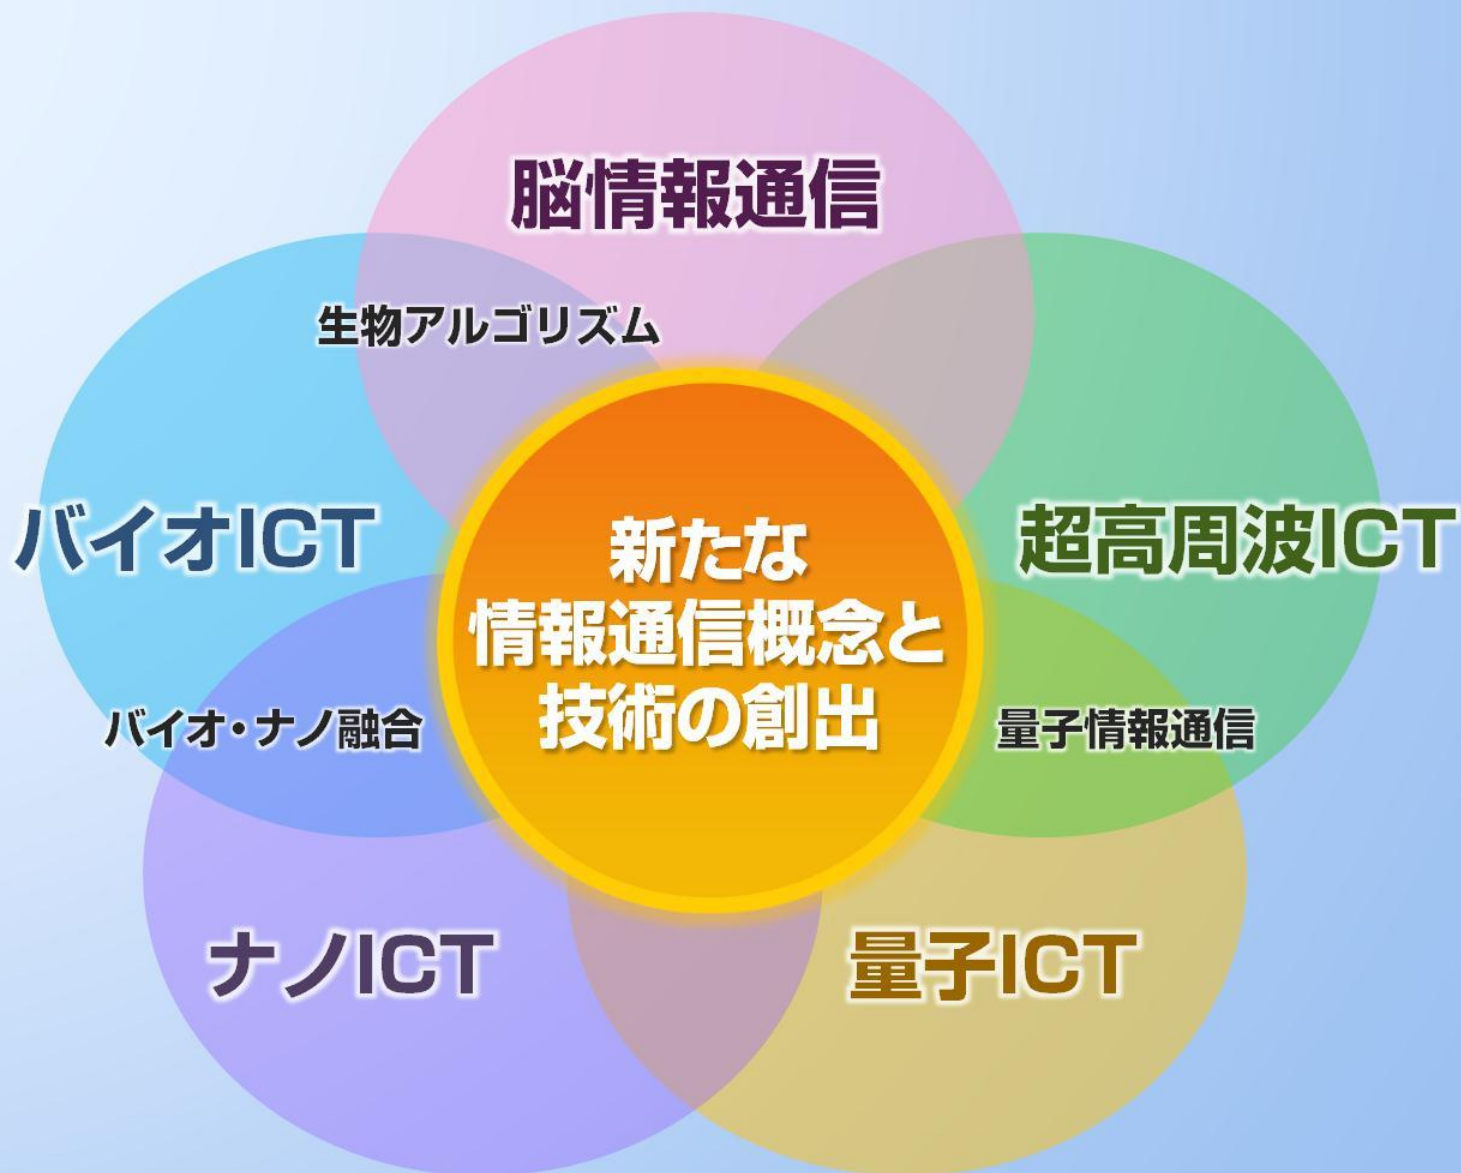 脳情報通信
生物アルゴリズム
バイオICT
超高周波ICT
新たな
情報通信概念と
技術の創出
バイオ・ナノ融合
量子情報通信
ナノICT
量子ICT